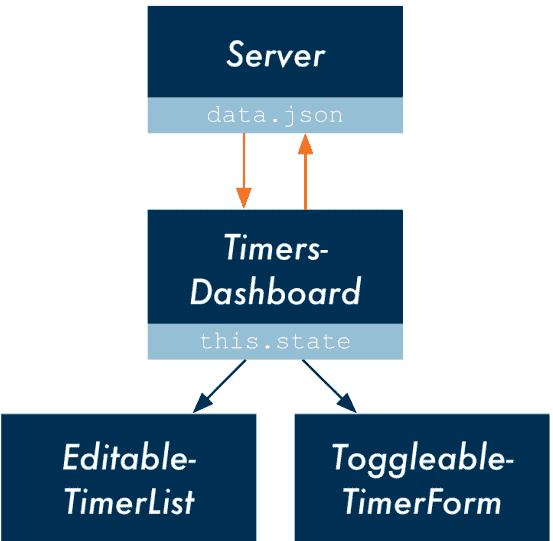 Server
data.json
Timers-
Dashboard
this.state
Editable-
TimerList
Toggleable-
TimerForm